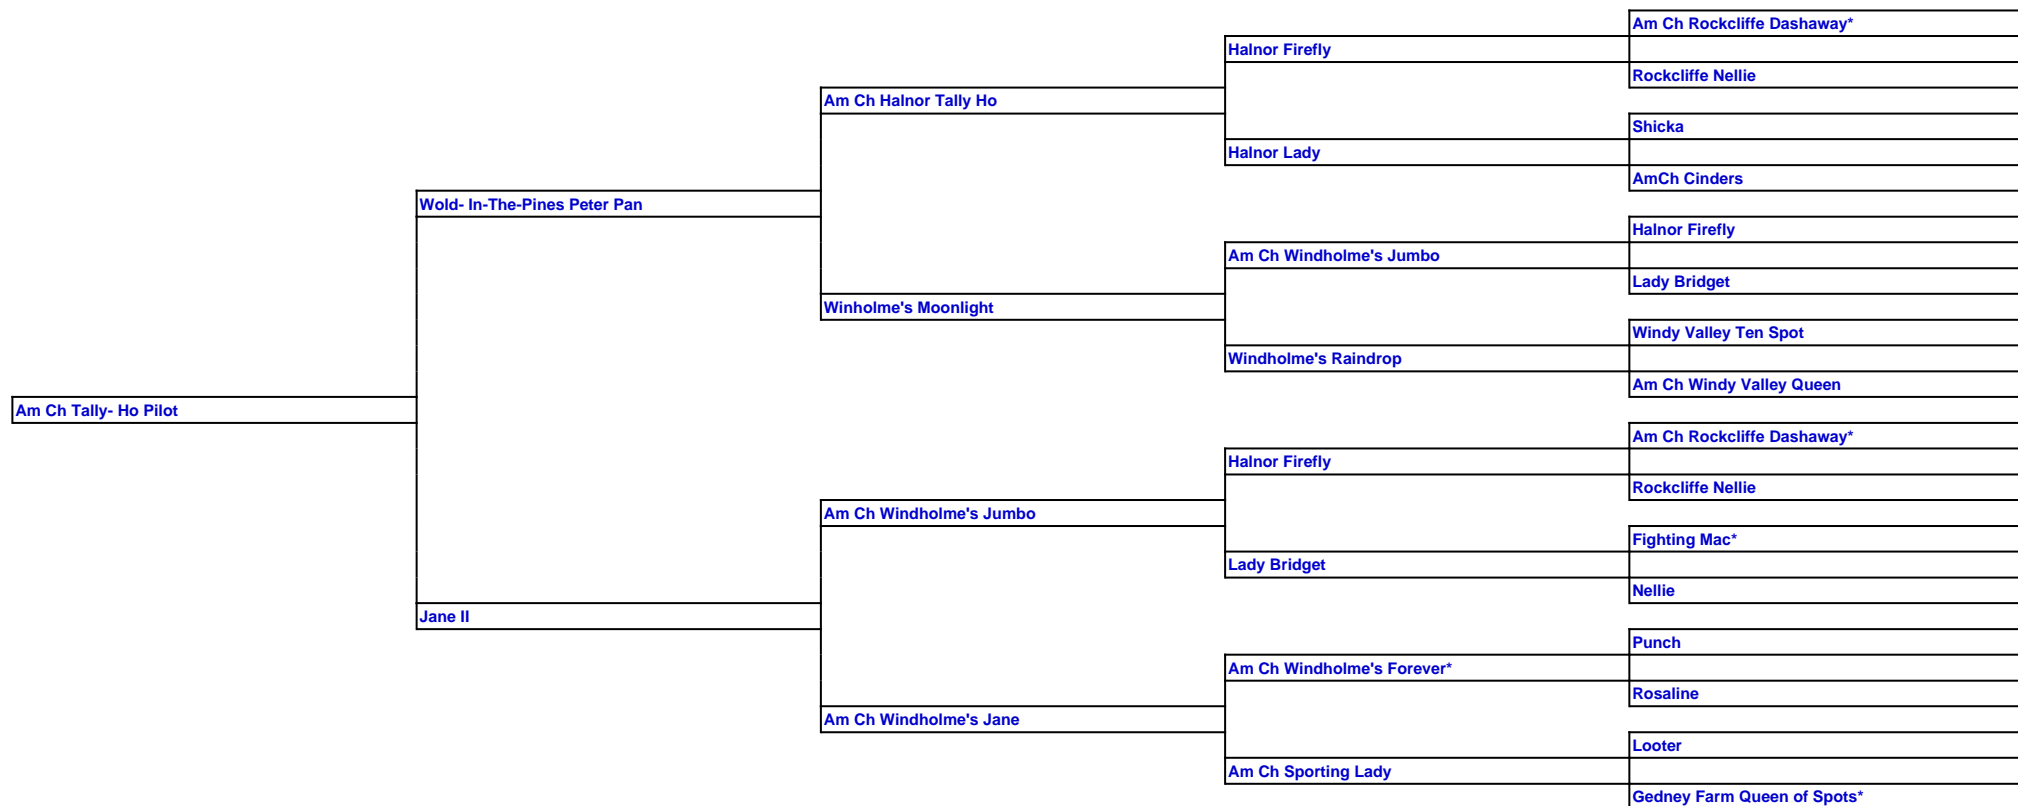 Am Ch Rockcliffe Dashaway*
Halnor Firefly
Rockcliffe Nellie
Am Ch Halnor Tally Ho
Shicka
Halnor Lady
AmCh Cinders
Wold- In-The-Pines Peter Pan
Halnor Firefly
Am Ch Windholme's Jumbo
Lady Bridget
Winholme's Moonlight
Windy Valley Ten Spot
Windholme's Raindrop
Am Ch Windy Valley Queen
Am Ch Tally- Ho Pilot
Am Ch Rockcliffe Dashaway*
Halnor Firefly
Rockcliffe Nellie
Am Ch Windholme's Jumbo
Fighting Mac*
Lady Bridget
Nellie
Jane II
Punch
Am Ch Windholme's Forever*
Rosaline
Am Ch Windholme's Jane
Looter
Am Ch Sporting Lady
Gedney Farm Queen of Spots*